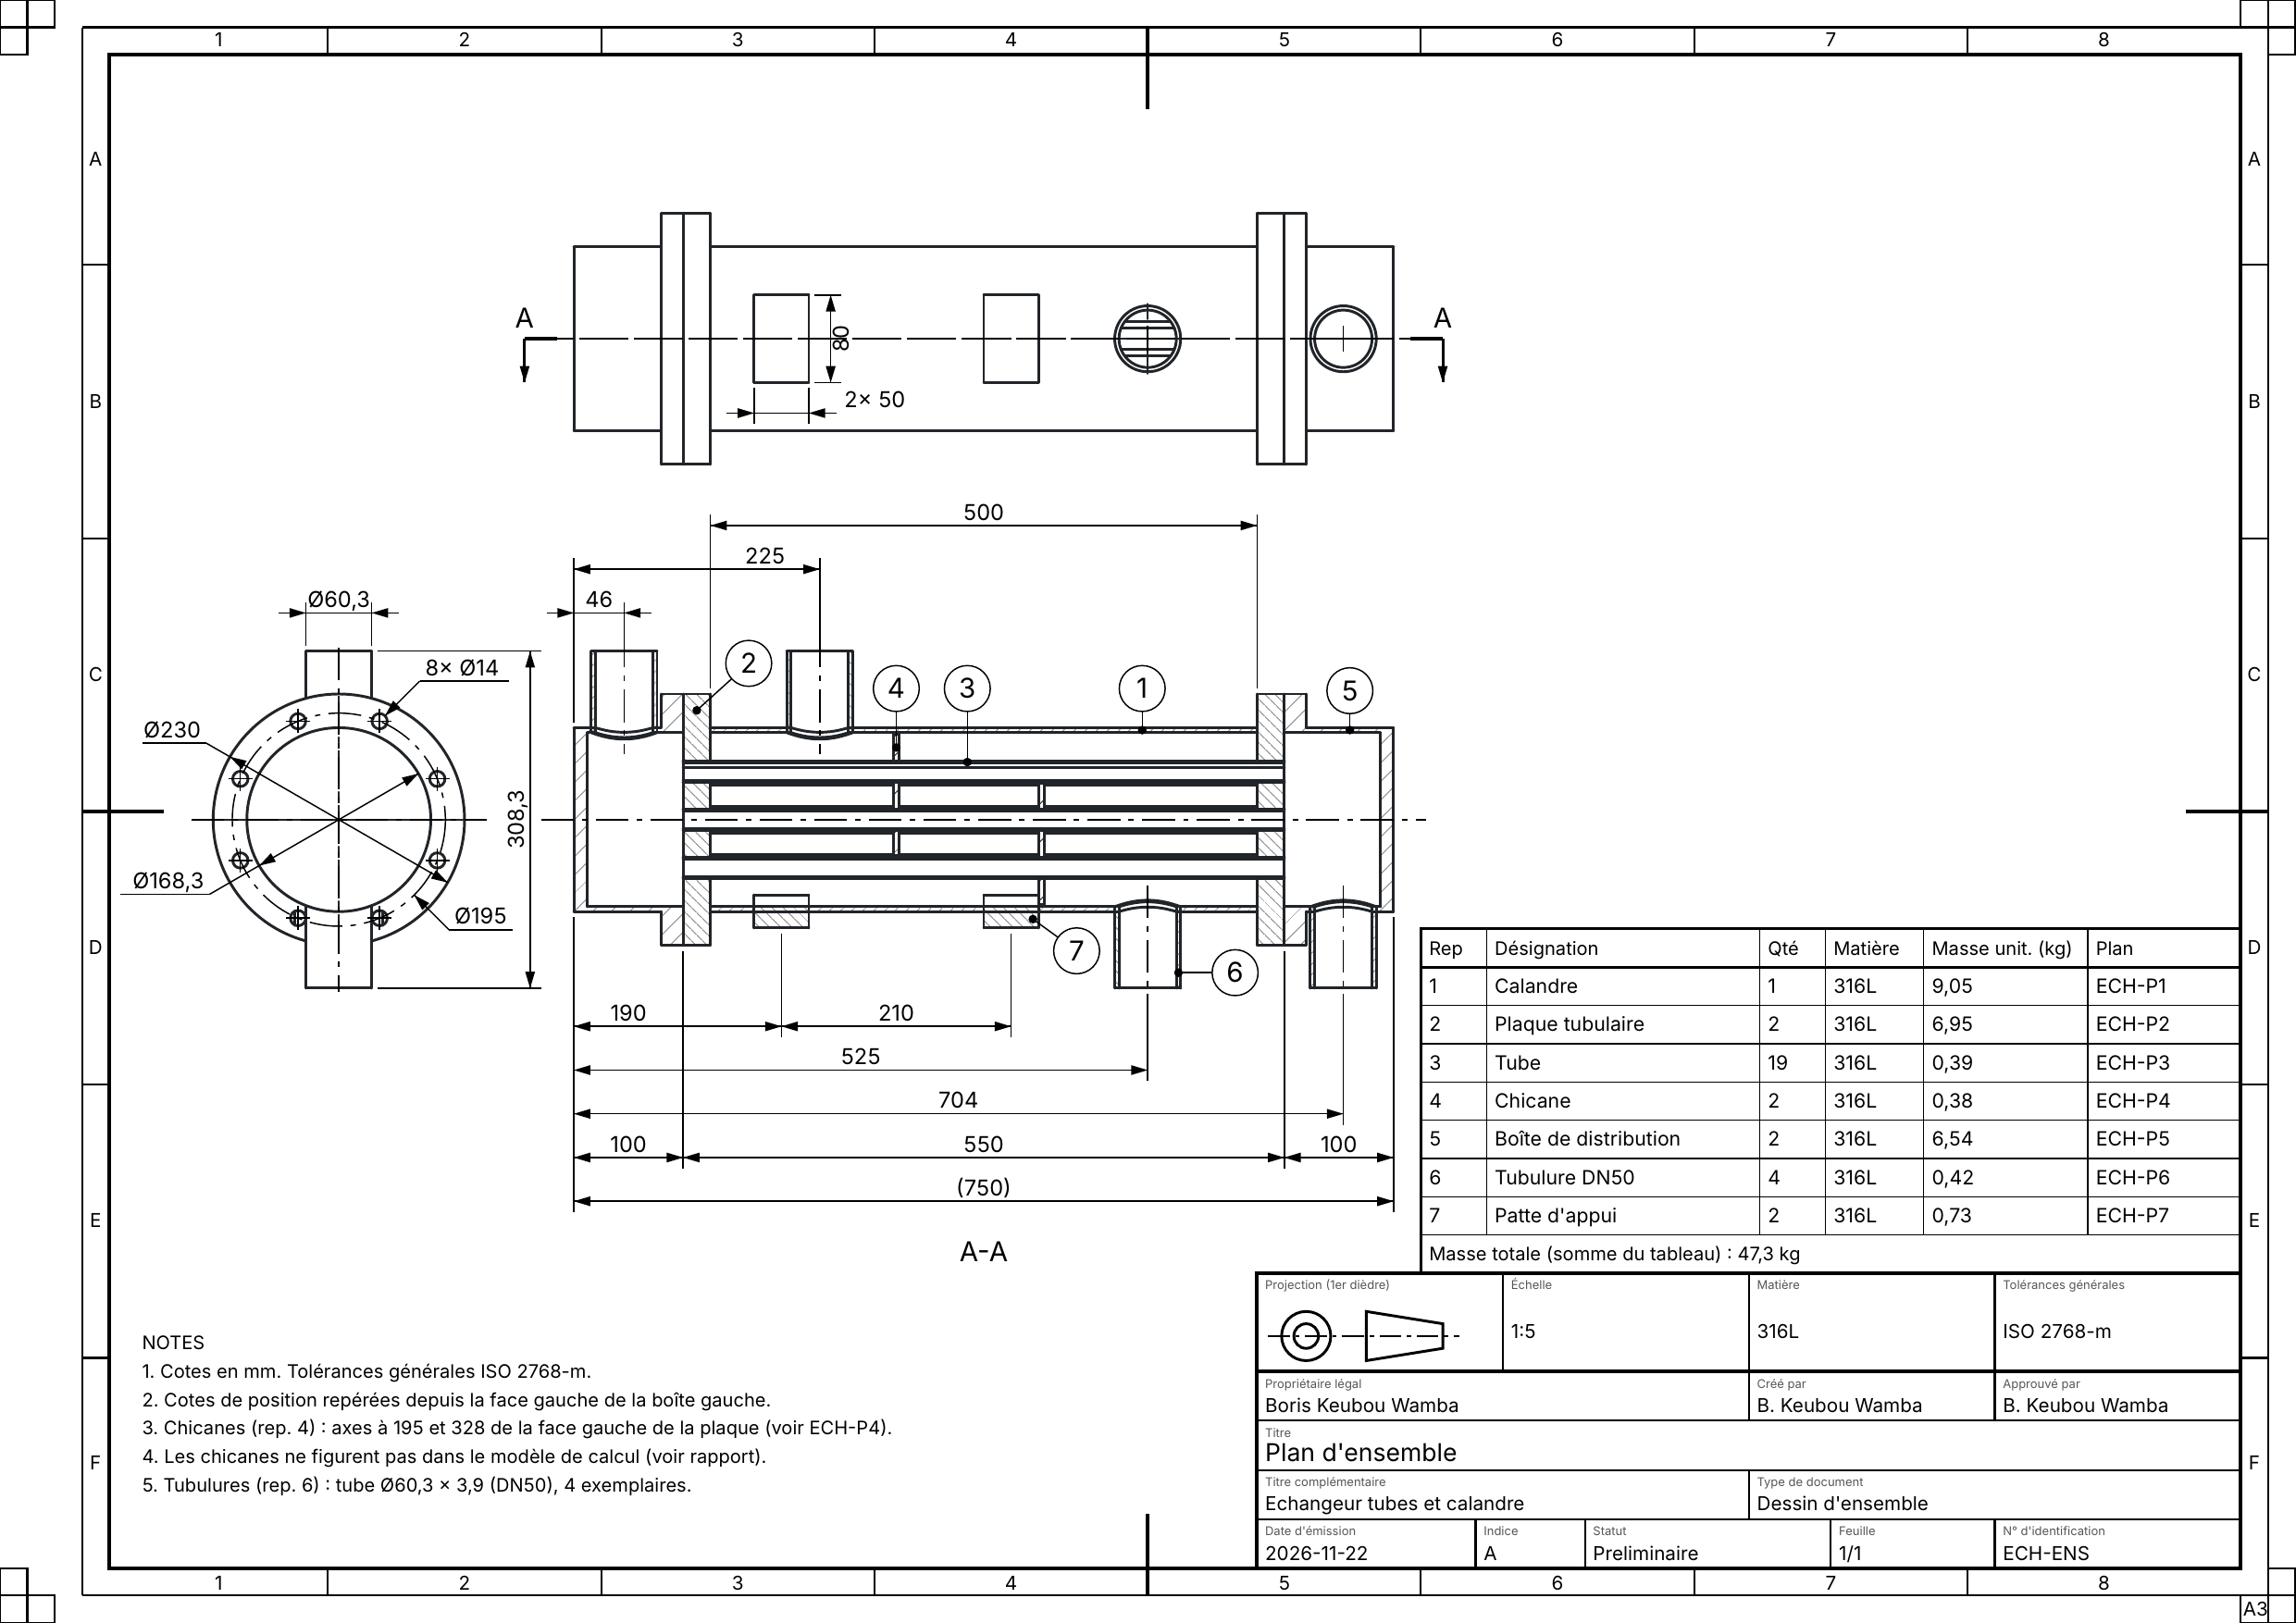 1 2 3 4 5 6 7 8
A A
B B
C C
D D
E E
F F
A A
80
2× 50
500
225
46
Ø60,3
8× Ø14
Ø230
308,3
Ø168,3
Ø195
2
4
3
1
5
7
6
190
210
525
704
100
550
100
(750)
A-A
Rep Désignation Qté Matière Masse unit. (kg) Plan
1 Calandre 1 316L 9,05 ECH-P1
2 Plaque tubulaire 2 316L 6,95 ECH-P2
3 Tube 19 316L 0,39 ECH-P3
4 Chicane 2 316L 0,38 ECH-P4
5 Boîte de distribution 2 316L 6,54 ECH-P5
6 Tubulure DN50 4 316L 0,42 ECH-P6
7 Patte d'appui 2 316L 0,73 ECH-P7
Masse totale (somme du tableau) : 47,3 kg
NOTES
1. Cotes en mm. Tolérances générales ISO 2768-m.
2. Cotes de position repérées depuis la face gauche de la boîte gauche.
3. Chicanes (rep. 4) : axes à 195 et 328 de la face gauche de la plaque (voir ECH-P4).
4. Les chicanes ne figurent pas dans le modèle de calcul (voir rapport).
5. Tubulures (rep. 6) : tube Ø60,3 × 3,9 (DN50), 4 exemplaires.
Projection (1er dièdre) Échelle Matière Tolérances générales
1:5 316L ISO 2768-m
Propriétaire légal Créé par Approuvé par
Boris Keubou Wamba B. Keubou Wamba B. Keubou Wamba
Titre
Plan d'ensemble
Titre complémentaire Type de document
Echangeur tubes et calandre Dessin d'ensemble
Date d'émission Indice Statut Feuille N° d'identification
2026-11-22 A Preliminaire 1/1 ECH-ENS
1 2 3 4 5 6 7 8
A3